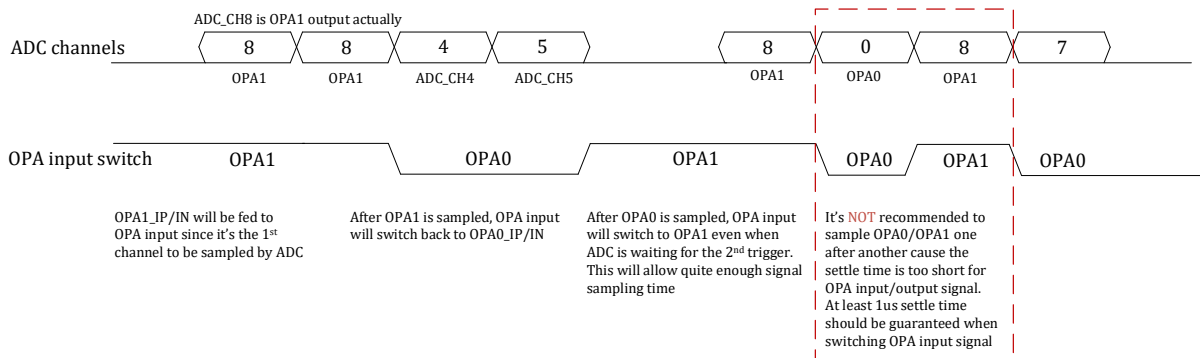 ADC_CH8 is OPA1 output actually
ADC channels
8
8
4
5
8
0
8
7
OPA1
OPA1
ADC_CH4
ADC_CH5
OPA1
OPA0
OPA1
OPA input switch
OPA1
OPA0
OPA1
OPA0
OPA1
OPA0
OPA1_IP/IN will be fed to
OPA input since it's the 1st
channel to be sampled by ADC
After OPA1 is sampled, OPA input
will switch back to OPA0_IP/IN
After OPA0 is sampled, OPA input
will switch to OPA1 even when
ADC is waiting for the 2nd trigger.
This will allow quite enough signal
sampling time
It's NOT recommended to
sample OPA0/OPA1 one
after another cause the
settle time is too short for
OPA input/output signal.
At least 1us settle time
should be guaranteed when
switching OPA input signal